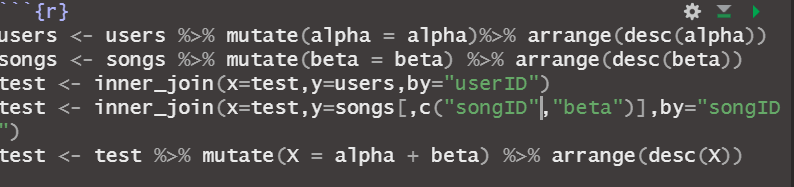 ```{r}
users <- users %>% mutate(alpha = alpha)%>% arrange(desc(alpha))
songs <- songs %>% mutate(beta = beta) %>% arrange(desc(beta))
test <- inner_join(x=test,y=users,by="userID")
test <- inner_join(x=test,y=songs[,c("songID","beta")],by="songID
")
test <- test %>% mutate(X = alpha + beta) %>% arrange(desc(X))